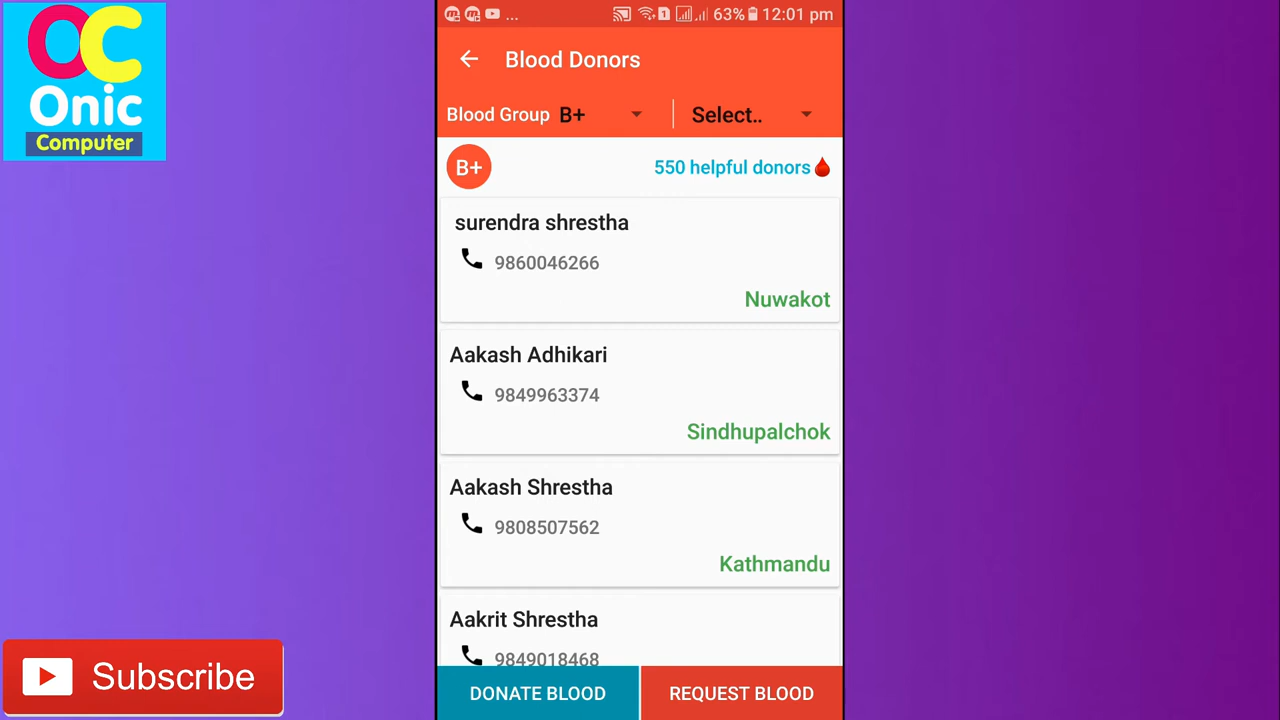 OC
Onic
Computer
... 1 63% 12:01 pm
Blood Donors
Blood Group B+ Select..
B+ 550 helpful donors
surendra shrestha
9860046266
Nuwakot
Aakash Adhikari
9849963374
Sindhupalchok
Aakash Shrestha
9808507562
Kathmandu
Aakrit Shrestha
9849018468
DONATE BLOOD REQUEST BLOOD
Subscribe